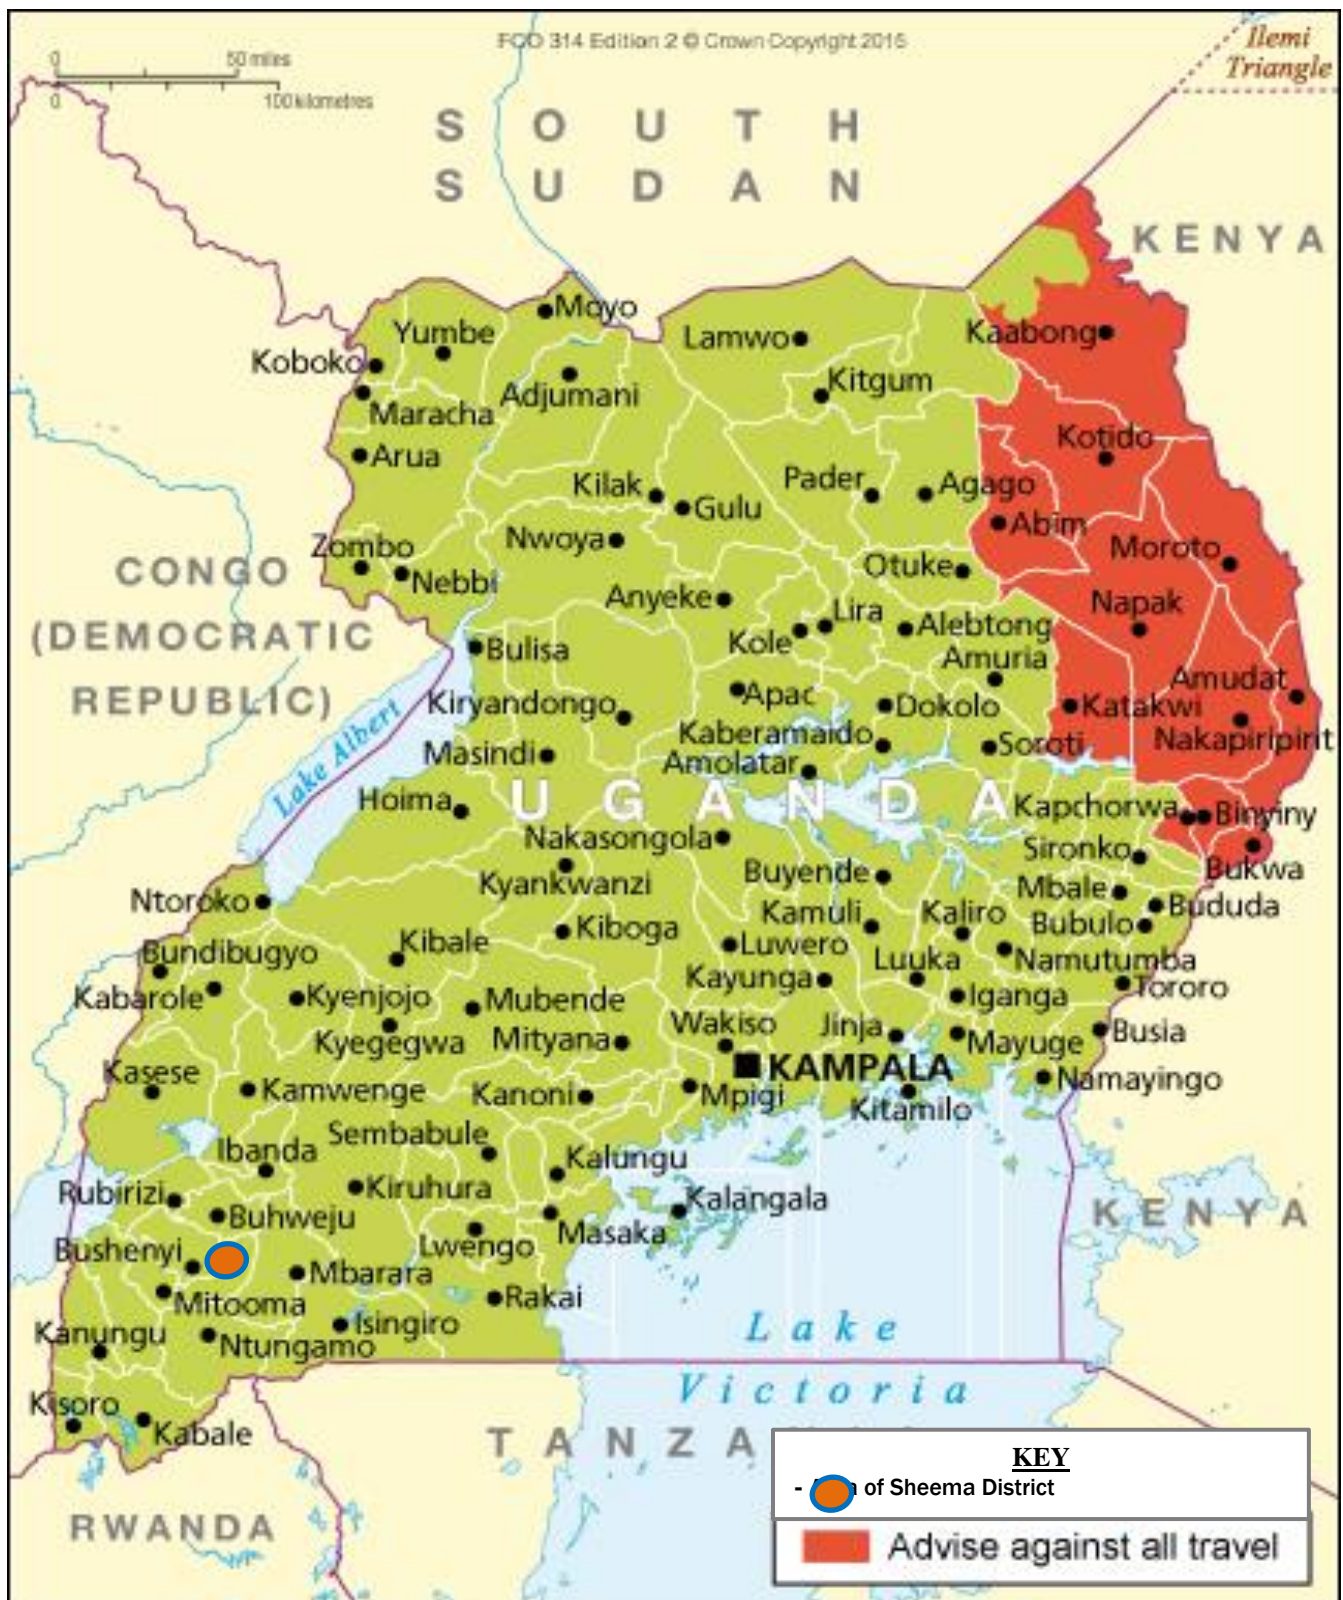 FCO 314 Edition 2 © Crown Copyright 2015
Ilemi
Triangle
0 50 miles
0 100 kilometres
SOUTH
SUDAN
KENYA
Moyo
Yumbe
Lamwo
Kaabong
Koboko
Kitgum
Adjumani
Maracha
Kotido
Arua
Kilak
Pader
Agago
Gulu
Abim
Nwoya
Zombo
Moroto
CONGO
Nebbi
Otuke
Anyeke
Napak
Lira
Kole
Alebtong
(DEMOCRATIC
Bulisa
Amuria
REPUBLIC)
Kiryandongo
Apac
Dokolo
Amudat
Katakwi
Lake Albert
Masindi
Kaberamaido
Soroti
Nakapiripirit
Amolatar
Hoima
UGANDA
Kapchorwa
Binyiny
Nakasongola
Sironko
Bukwa
Kyankwanzi
Buyende
Mbale
Ntoroko
Kamuli
Kaliro
Bududa
Bubulo
Kiboga
Bundibugyo
Kibale
Luwero
Luuka
Namutumba
Kabarole
Kyenjojo
Mubende
Kayunga
Iganga
Tororo
Kyegegwa
Mityana
Wakiso
Jinja
Mayuge
Busia
Kasese
KAMPALA
Kamwenge
Kanoni
Mpigi
Kitamilo
Namayingo
Ibanda
Sembabule
Kalungu
Rubirizi
Kiruhura
Kalangala
KENYA
Buhweju
Masaka
Bushenyi
Lwengo
Mbarara
Mitooma
Rakai
Kanungu
Isingiro
Ntungamo
Lake
Victoria
Kisoro
Kabale
TANZA
RWANDA
KEY
- of Sheema District
Advise against all travel